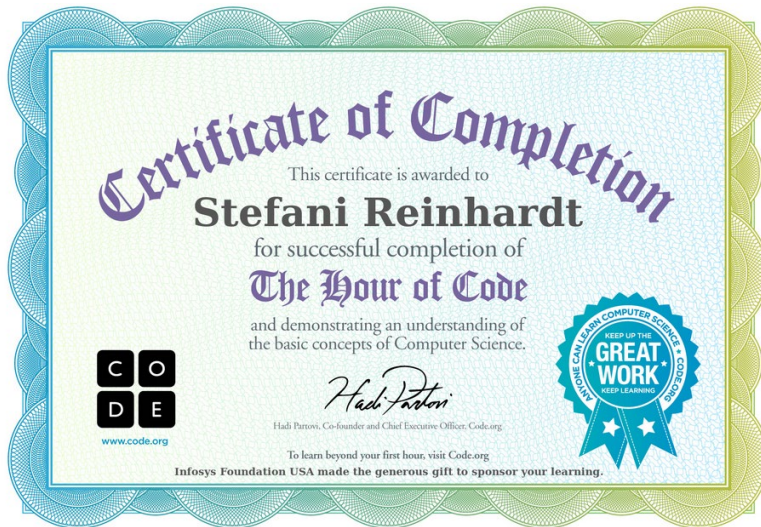 Certificate of Completion
This certificate is awarded to
Stefani Reinhardt
for successful completion of
The Hour of Code
and demonstrating an understanding of
the basic concepts of Computer Science.
C O
D E
www.code.org
Hadi Partovi
Hadi Partovi, Co-founder and Chief Executive Officer, Code.org
To learn beyond your first hour, visit Code.org
Infosys Foundation USA made the generous gift to sponsor your learning.
ANYONE CAN LEARN COMPUTER SCIENCE • CODE.ORG
KEEP UP THE
GREAT
WORK
KEEP LEARNING